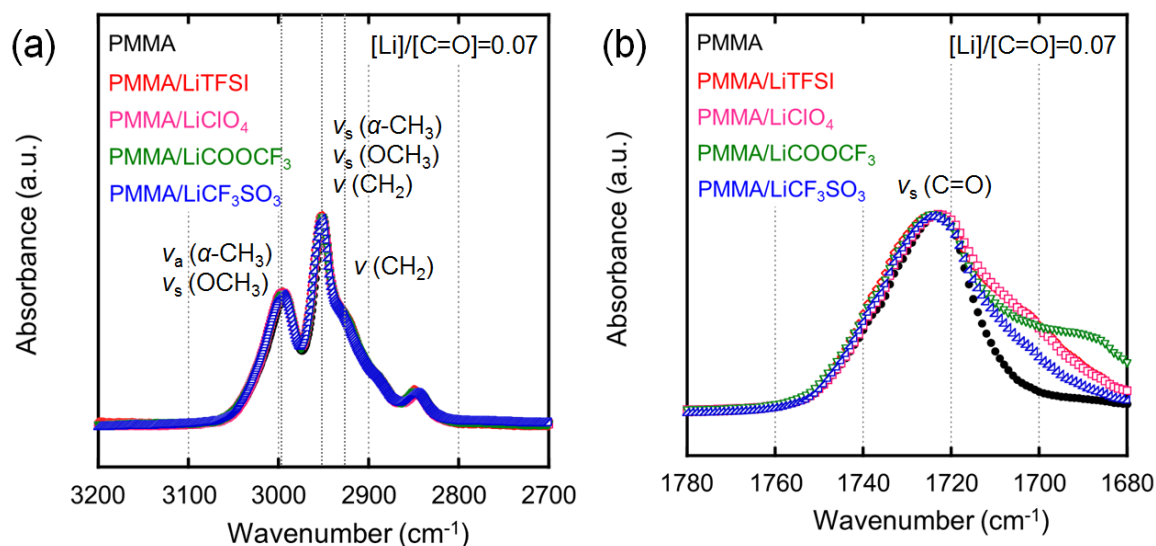 (a)
PMMA [Li]/[C=O]=0.07
PMMA/LiTFSI
PMMA/LiClO₄
PMMA/LiCOOCF₃
PMMA/LiCF₃SO₃
νₛ (α-CH₃)
νₛ (OCH₃)
ν (CH₂)
νₐ (α-CH₃)
νₛ (OCH₃)
ν (CH₂)
Absorbance (a.u.)
3200 3100 3000 2900 2800 2700
Wavenumber (cm⁻¹)
(b)
PMMA [Li]/[C=O]=0.07
PMMA/LiTFSI
PMMA/LiClO₄
PMMA/LiCOOCF₃
PMMA/LiCF₃SO₃
νₛ (C=O)
Absorbance (a.u.)
1780 1760 1740 1720 1700 1680
Wavenumber (cm⁻¹)